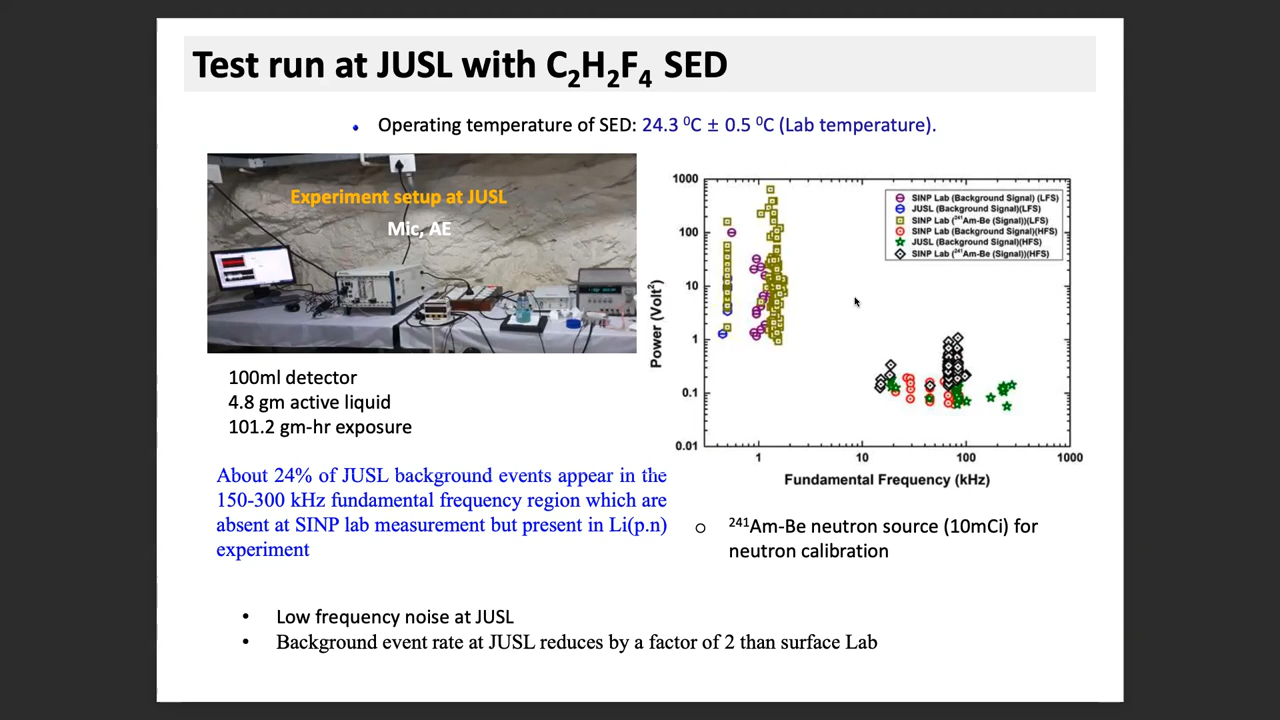 Test run at JUSL with C₂H₂F₄ SED
• Operating temperature of SED: 24.3 ⁰C ± 0.5 ⁰C (Lab temperature).
Experiment setup at JUSL
Mic, AE
100ml detector
4.8 gm active liquid
101.2 gm-hr exposure
1000
100
10
1
0.1
0.01
Power (Volt²)
SINP Lab (Background Signal) (LFS)
JUSL (Background Signal)(LFS)
SINP Lab (²⁴¹Am-Be (Signal))(LFS)
SINP Lab (Background Signal)(HFS)
JUSL (Background Signal)(HFS)
SINP Lab (²⁴¹Am-Be (Signal))(HFS)
1 10 100 1000
Fundamental Frequency (kHz)
About 24% of JUSL background events appear in the
150-300 kHz fundamental frequency region which are
absent at SINP lab measurement but present in Li(p.n)
experiment
o ²⁴¹Am-Be neutron source (10mCi) for
neutron calibration
• Low frequency noise at JUSL
• Background event rate at JUSL reduces by a factor of 2 than surface Lab